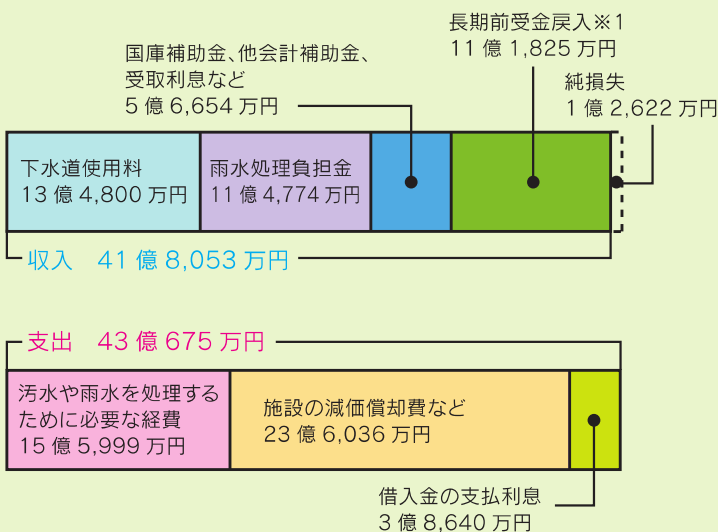 国庫補助金、他会計補助金、
受取利息など
5 億 6,654 万円
長期前受金戻入※1
11 億 1,825 万円
純損失
1 億 2,622 万円
下水道使用料
13 億 4,800 万円
雨水処理負担金
11 億 4,774 万円
収入　41 億 8,053 万円
支出　43 億 675 万円
汚水や雨水を処理する
ために必要な経費
15 億 5,999 万円
施設の減価償却費など
23 億 6,036 万円
借入金の支払利息
3 億 8,640 万円